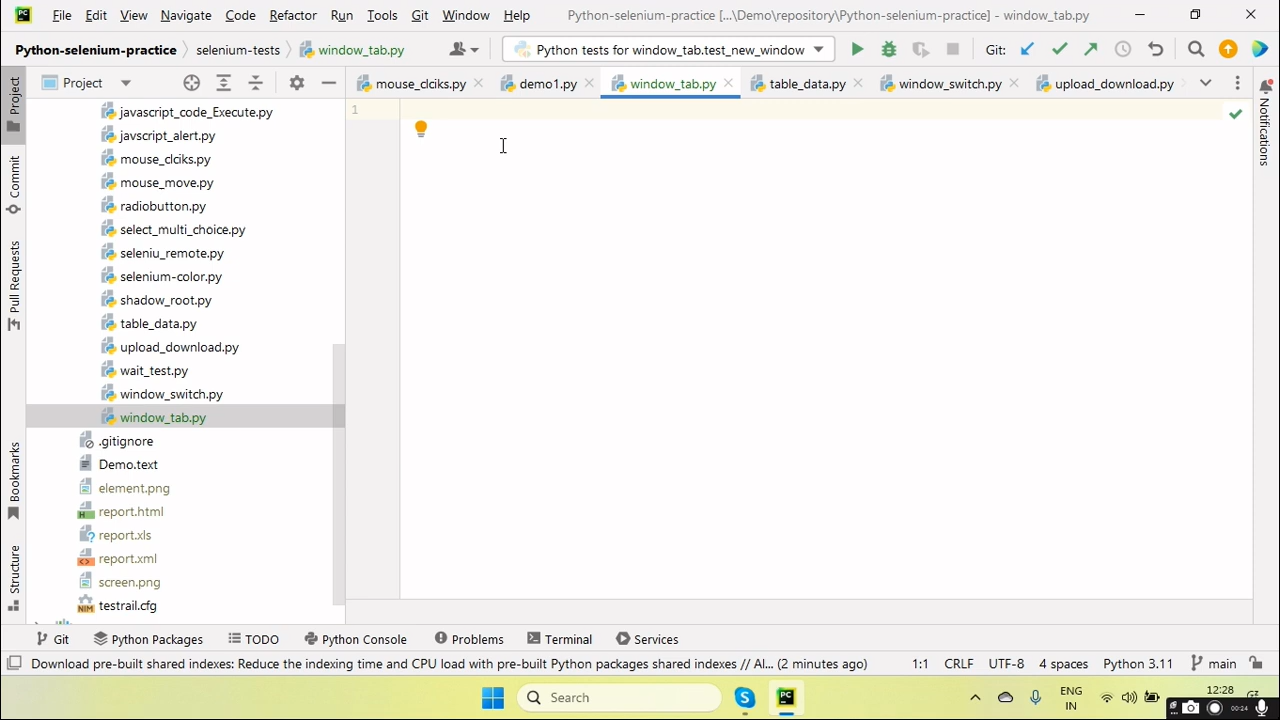 PC File Edit View Navigate Code Refactor Run Tools Git Window Help Python-selenium-practice [...\Demo\repository\Python-selenium-practice] - window_tab.py
Python-selenium-practice selenium-tests window_tab.py Python tests for window_tab.test_new_window Git:
Project
mouse_clciks.py demo1.py window_tab.py table_data.py window_switch.py upload_download.py
Project
Commit
Pull Requests
Bookmarks
Structure
javascript_code_Execute.py
javscript_alert.py
mouse_clciks.py
mouse_move.py
radiobutton.py
select_multi_choice.py
seleniu_remote.py
selenium-color.py
shadow_root.py
table_data.py
upload_download.py
wait_test.py
window_switch.py
window_tab.py
.gitignore
Demo.text
element.png
report.html
report.xls
report.xml
screen.png
testrail.cfg
1
Notifications
Git Python Packages TODO Python Console Problems Terminal Services
Download pre-built shared indexes: Reduce the indexing time and CPU load with pre-built Python packages shared indexes // Al... (2 minutes ago) 1:1 CRLF UTF-8 4 spaces Python 3.11 main
Search
ENG
IN
12:28
00:24